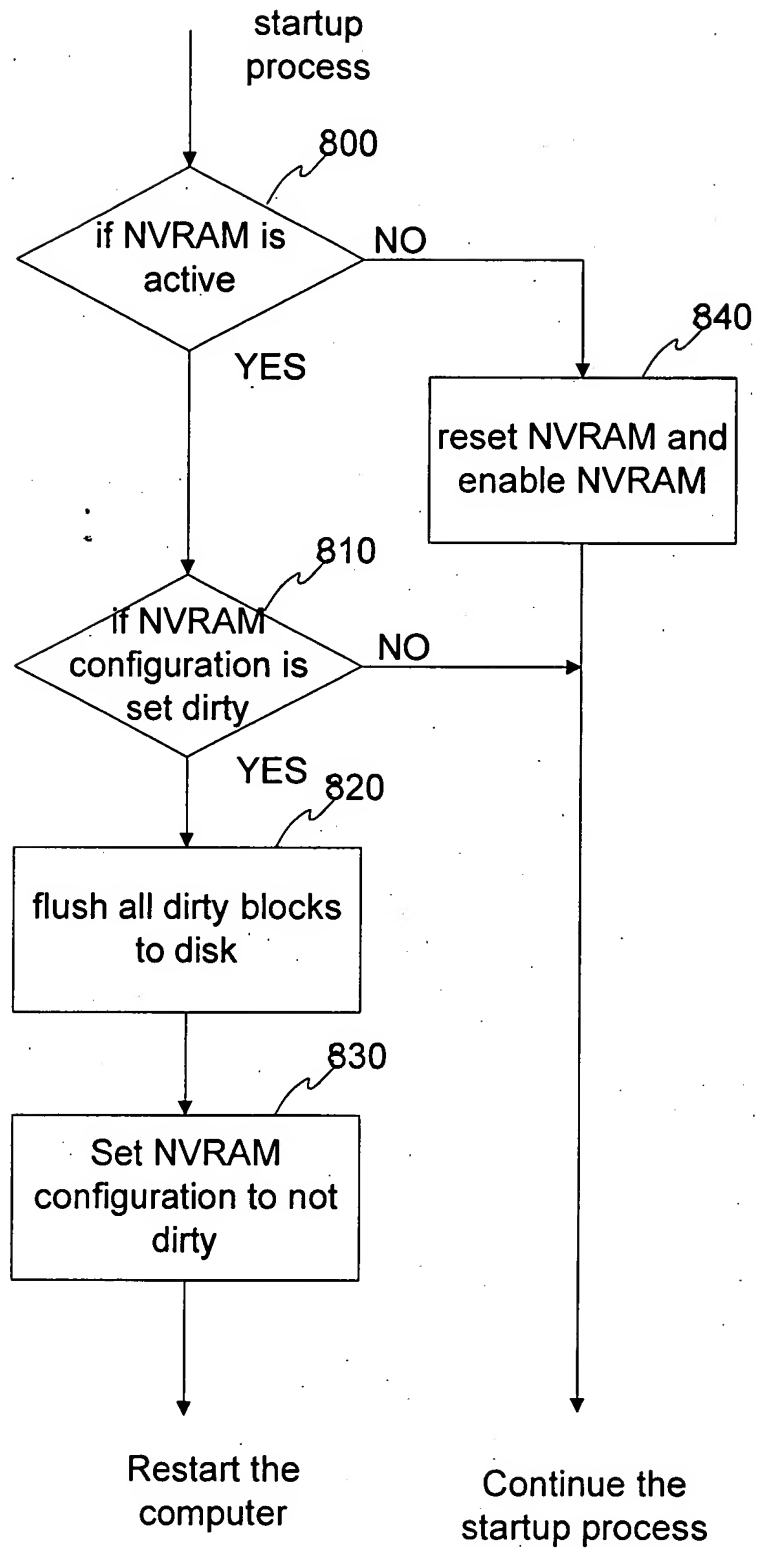 startup
process
800
if NVRAM is
active
NO
YES
840
reset NVRAM and
enable NVRAM
810
if NVRAM
configuration is
set dirty
NO
YES
820
flush all dirty blocks
to disk
830
Set NVRAM
configuration to not
dirty
Restart the
computer
Continue the
startup process